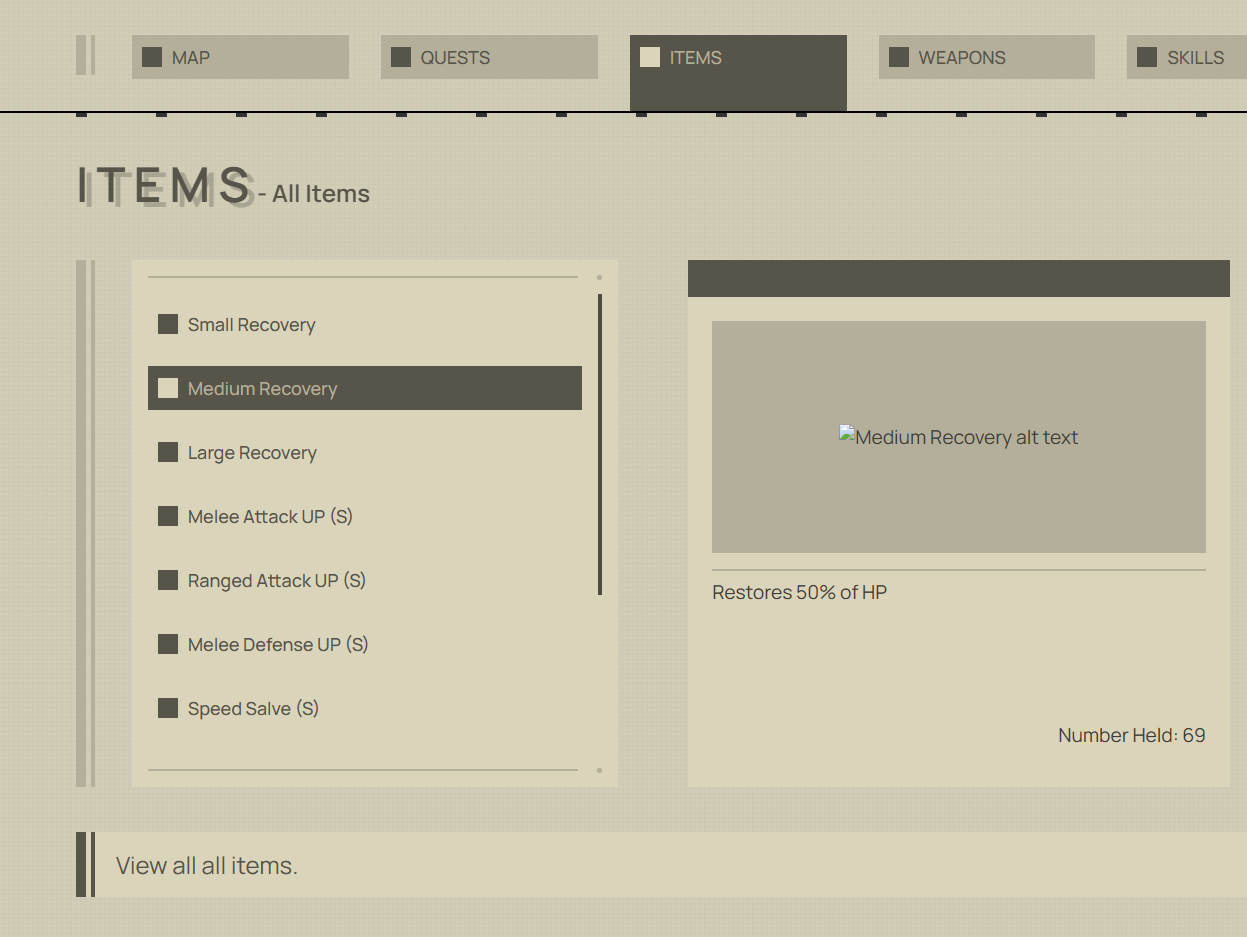 MAP
QUESTS
ITEMS
WEAPONS
SKILLS
ITEMS - All Items
Small Recovery
Medium Recovery
Large Recovery
Melee Attack UP (S)
Ranged Attack UP (S)
Melee Defense UP (S)
Speed Salve (S)
Medium Recovery alt text
Restores 50% of HP
Number Held: 69
View all all items.